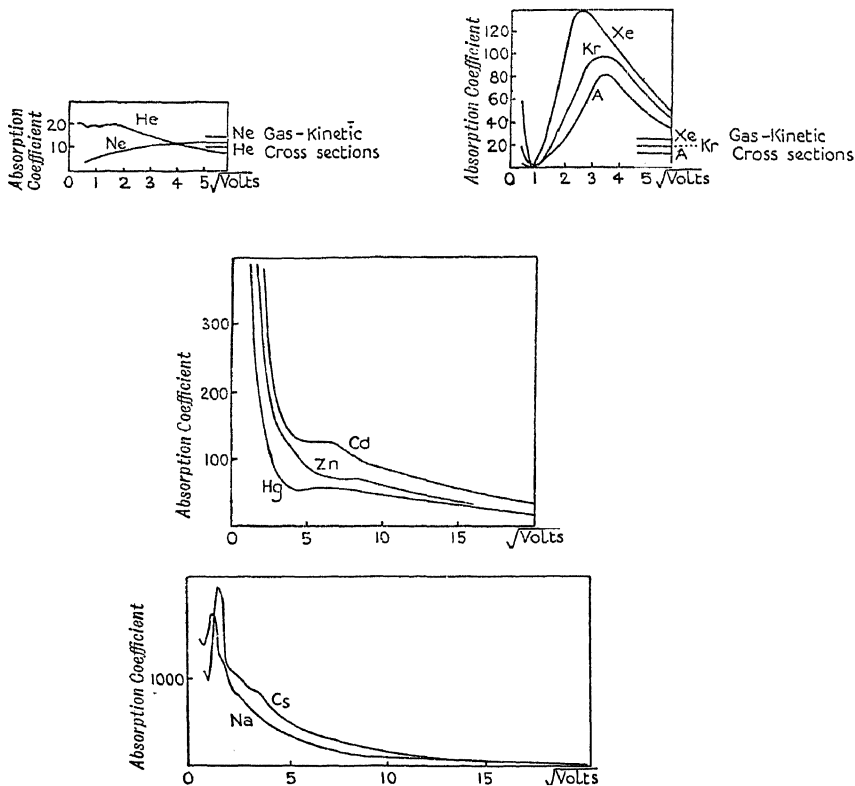 Absorption Coefficient
20
10
He
Ne
0 1 2 3 4 5 √Volts
Ne Gas-Kinetic
He Cross sections
Absorption Coefficient
120
100
80
60
40
20
Xe
Kr
A
0 1 2 3 4 5 √Volts
Xe Gas-Kinetic
Kr
A Cross sections
Absorption Coefficient
300
200
100
Cd
Zn
Hg
0 5 10 15 √Volts
Absorption Coefficient
1000
Cs
Na
0 5 10 15 √Volts